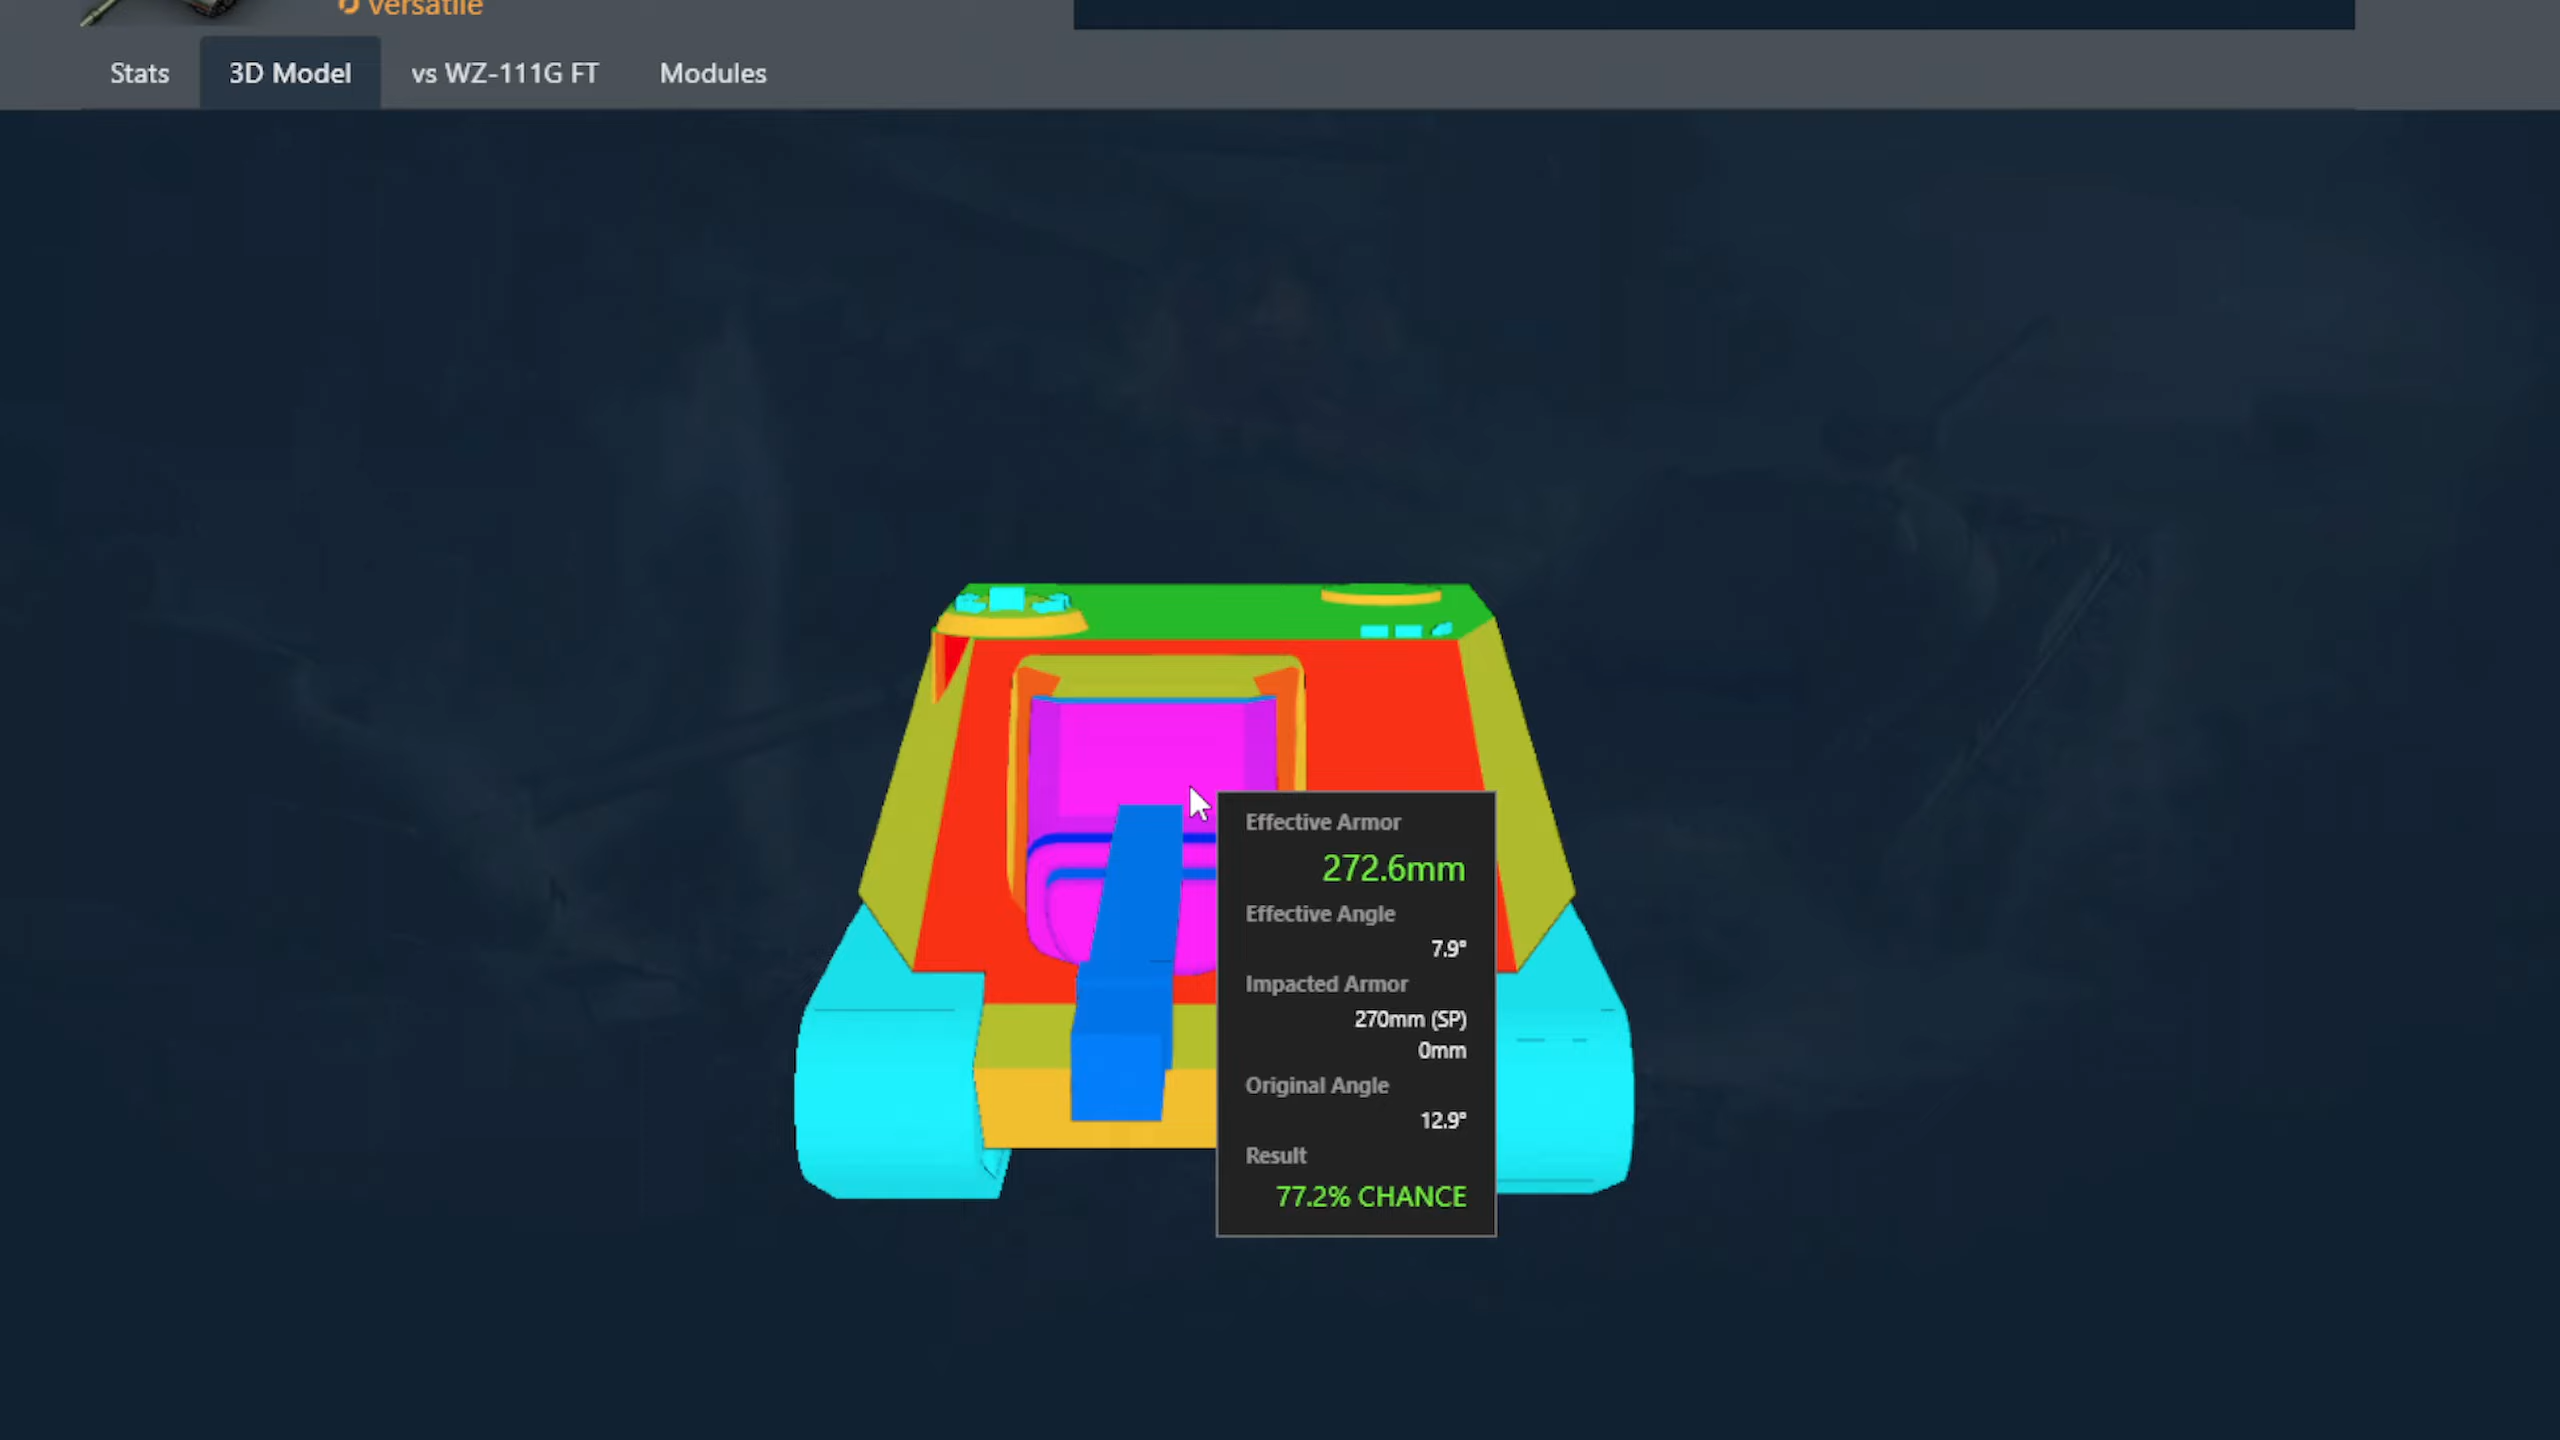 versatile
Stats
3D Model
vs WZ-111G FT
Modules
Effective Armor
272.6mm
Effective Angle
7.9°
Impacted Armor
270mm (SP)
0mm
Original Angle
12.9°
Result
77.2% CHANCE